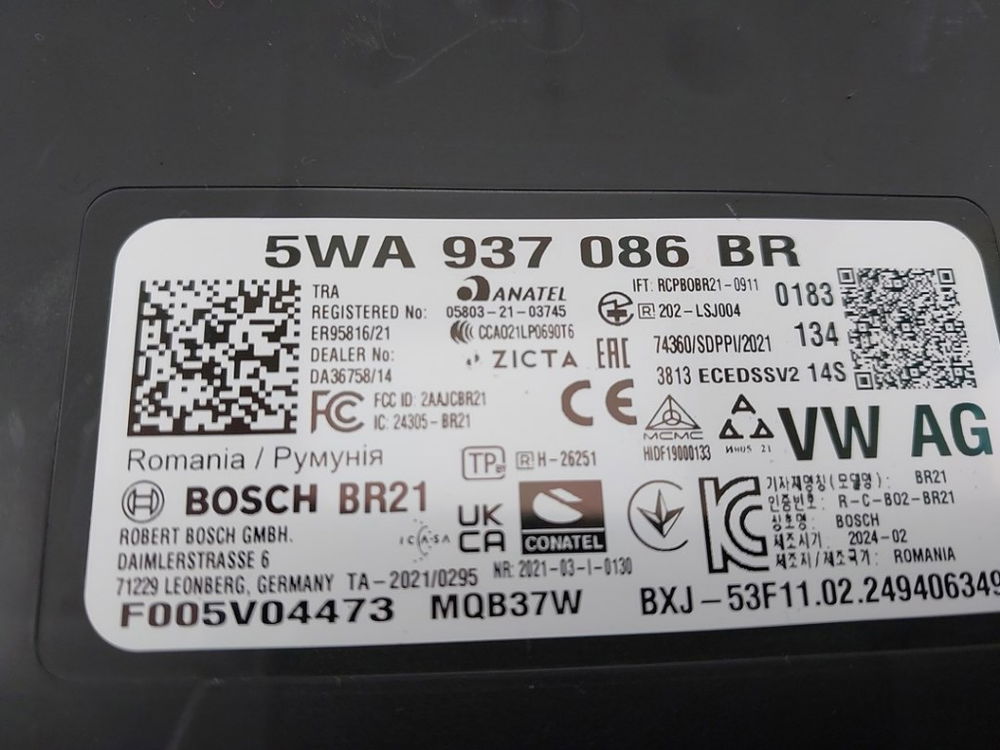 5WA 937 086 BR
TRA
REGISTERED No:
ER95816/21
DEALER No:
DA36758/14
ANATEL
05803-21-03745
CCAO21LP0690T6
ZICTA EAC
IFT: RCPBOBR21-0911
R 202-LSJ004
74360/SDPPI/2021
3813 ECEDSSV2 14S
0183
134
FC FCC ID: 2AAJCBR21
IC: 24305-BR21
CE
MCMC
HIDF19000133
VW AG
Romania / Румунія
TP
R H-26251
BOSCH BR21
ROBERT BOSCH GMBH.
DAIMLERSTRASSE 6
71229 LEONBERG, GERMANY TA-2021/0295
ICASA
UK
CA
CONATEL
NR: 2021-03-I-0130
기자재명칭(모델명): BR21
인증번호: R-C-B02-BR21
상호명: BOSCH
제조시기: 2024-02
제조자/제조국가: ROMANIA
F005V04473 MQB37W BXJ-53F11.02.249406349